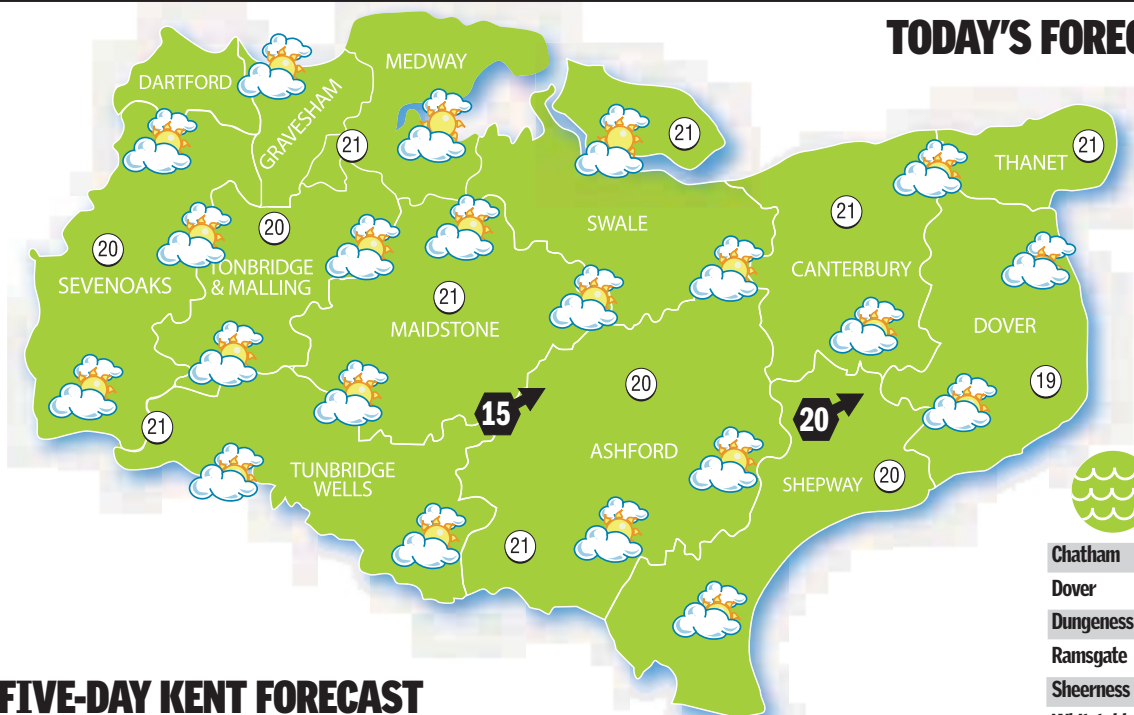 TODAY'S
MEDWAY
DARTFORD
GRAVESHAM
21
21
THANET
21
20
SWALE
21
20
TONBRIDGE
& MALLING
SEVENOAKS
CANTERBURY
21
MAIDSTONE
DOVER
20
19
15
20
21
ASHFORD
TUNBRIDGE
WELLS
SHEPWAY
20
21
Chatham
Dover
Dungeness
Ramsgate
Sheerness
FIVE-DAY KENT FORECAST